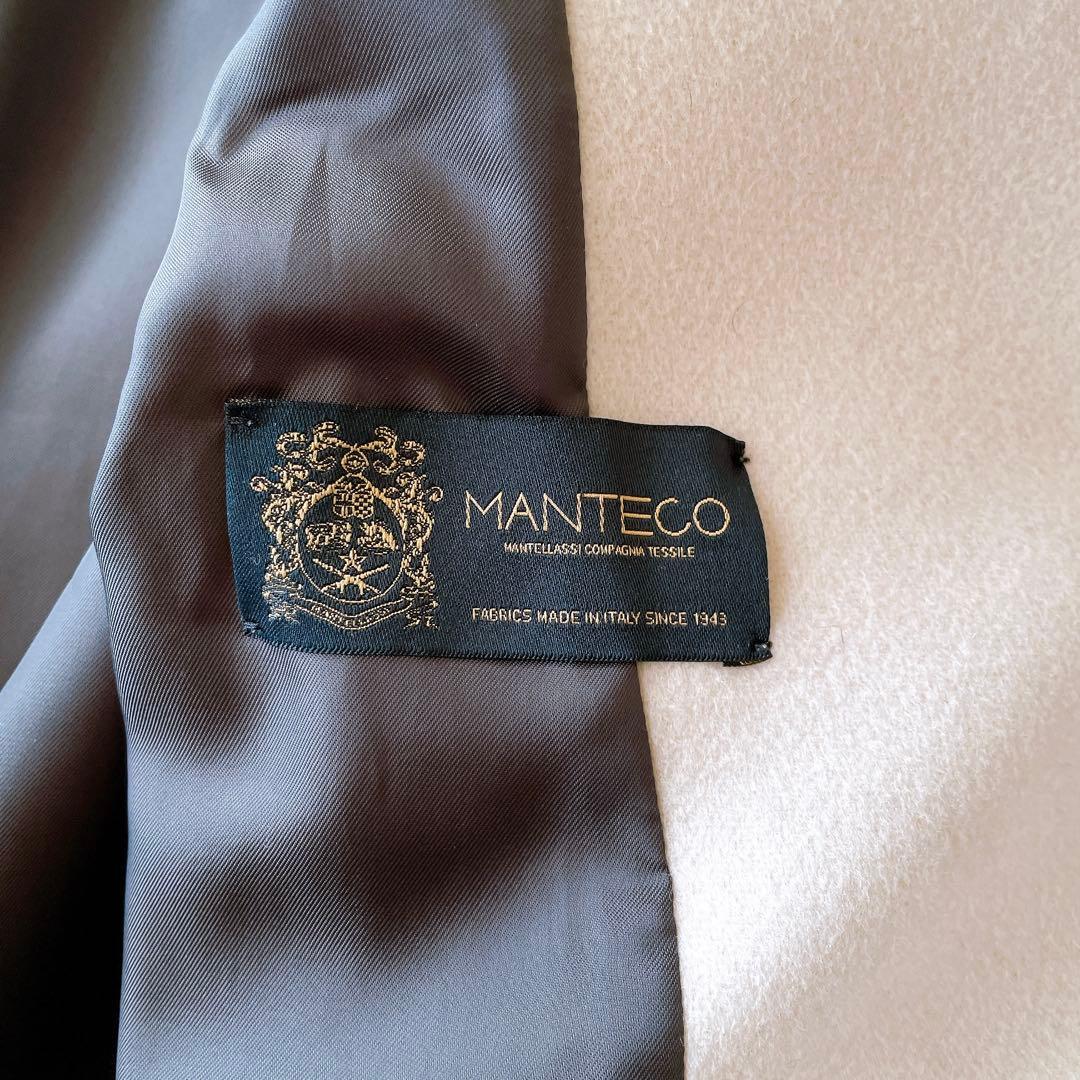 MANTECO
MANTELLASSI COMPAGNIA TESSILE
FABRICS MADE IN ITALY SINCE 1943